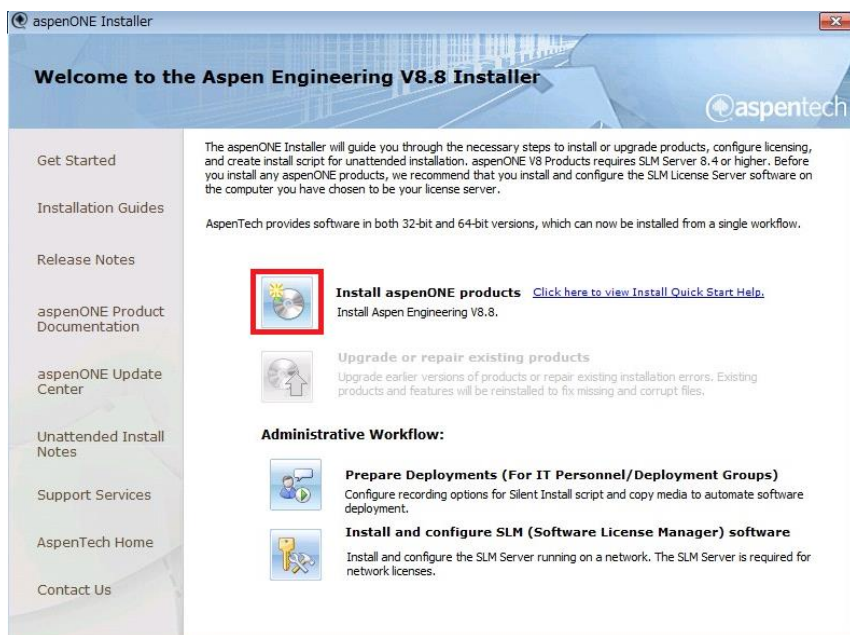 aspenONE Installer
Welcome to the Aspen Engineering V8.8 Installer
aspentech
Get Started
Installation Guides
Release Notes
aspenONE Product
Documentation
aspenONE Update
Center
Unattended Install
Notes
Support Services
AspenTech Home
Contact Us
The aspenONE Installer will guide you through the necessary steps to install or upgrade products, configure licensing,
and create install script for unattended installation. aspenONE V8 Products requires SLM Server 8.4 or higher. Before
you install any aspenONE products, we recommend that you install and configure the SLM License Server software on
the computer you have chosen to be your license server.
AspenTech provides software in both 32-bit and 64-bit versions, which can now be installed from a single workflow.
Install aspenONE products Click here to view Install Quick Start Help.
Install Aspen Engineering V8.8.
Upgrade or repair existing products
Upgrade earlier versions of products or repair existing installation errors. Existing
products and features will be reinstalled to fix missing and corrupt files.
Administrative Workflow:
Prepare Deployments (For IT Personnel/Deployment Groups)
Configure recording options for Silent Install script and copy media to automate software
deployment.
Install and configure SLM (Software License Manager) software
Install and configure the SLM Server running on a network. The SLM Server is required for
network licenses.